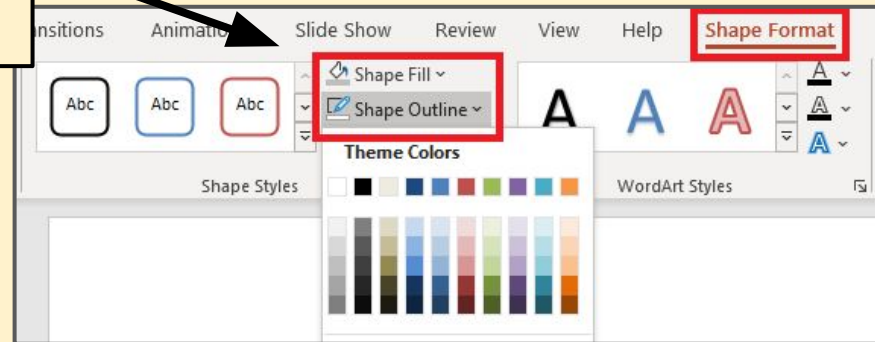 nsitions Animatio Slide Show Review View Help Shape Format
Abc Abc Abc Shape Fill A A A A
Shape Outline A
A
Theme Colors
Shape Styles WordArt Styles